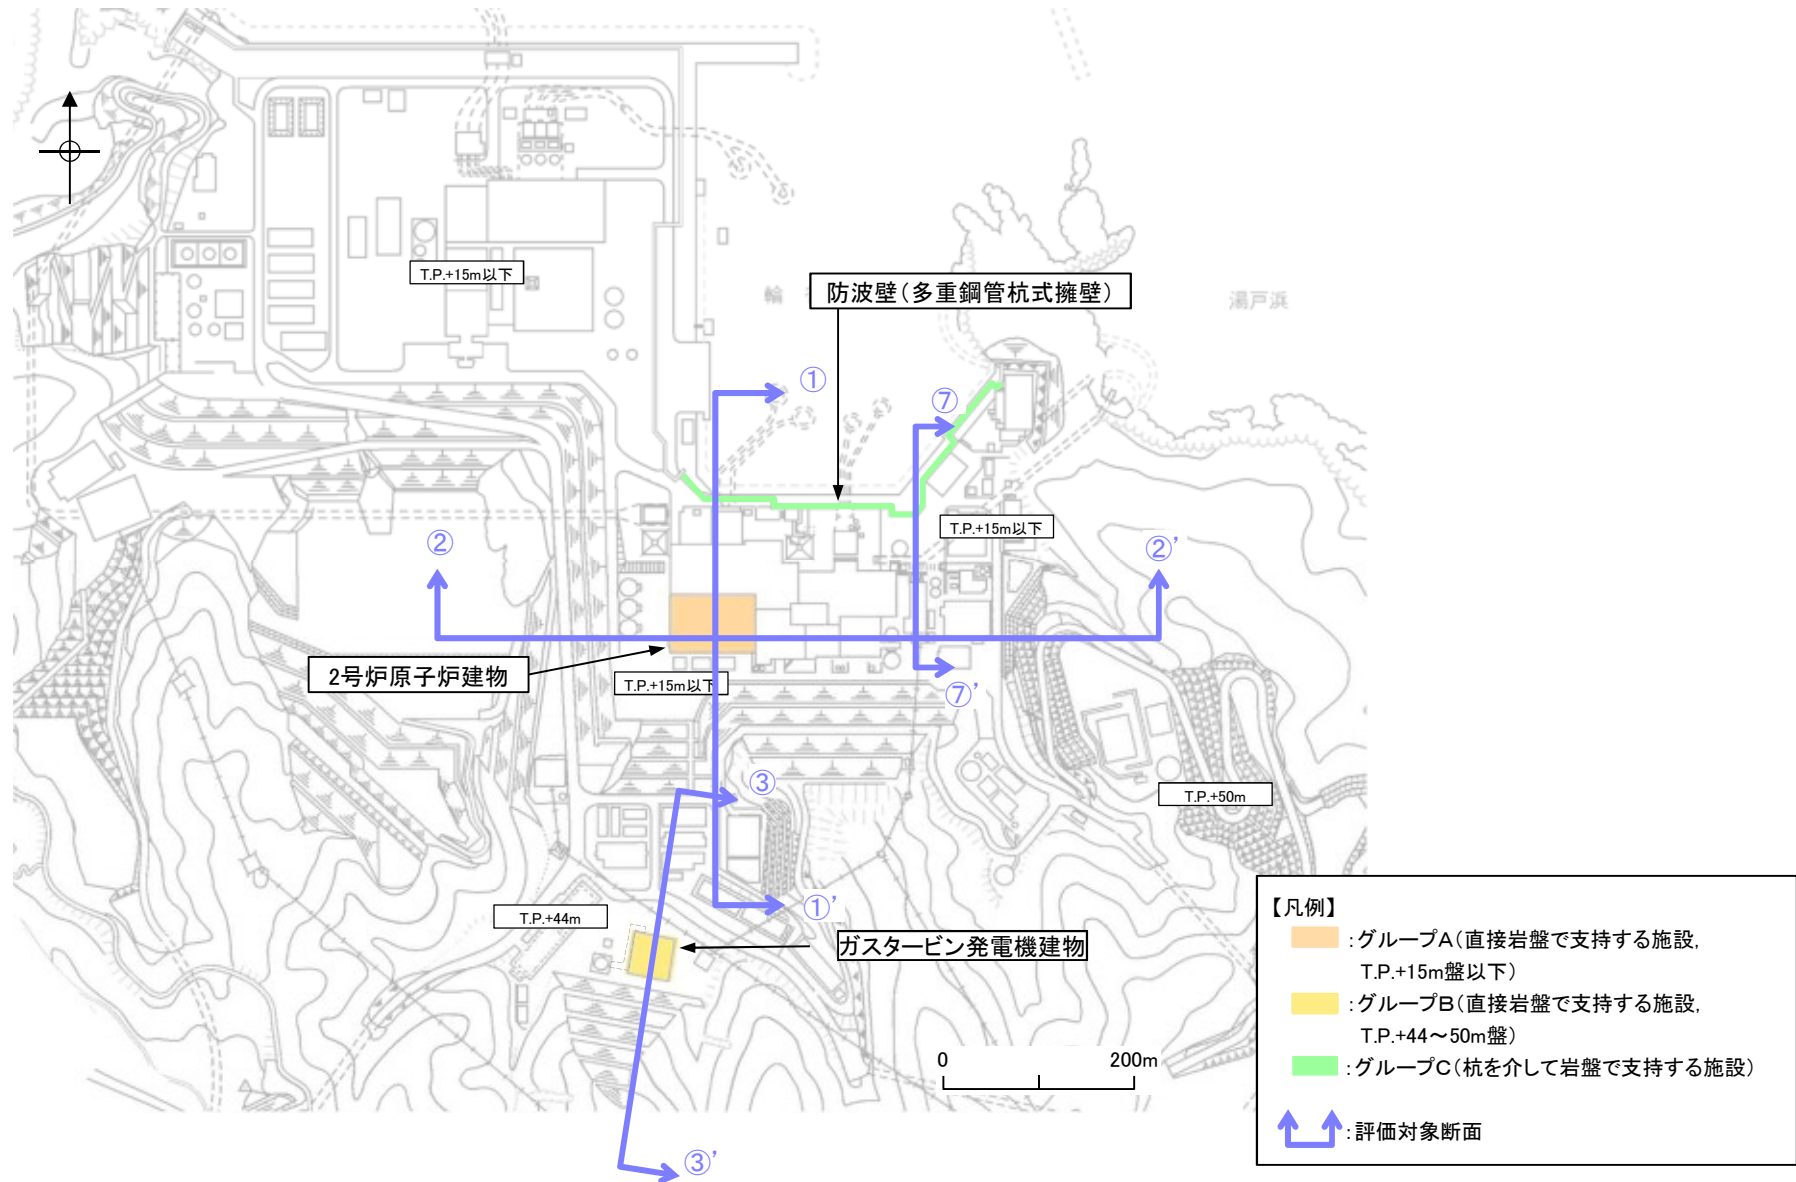 T.P.+15m以下
防波壁(多重鋼管杭式擁壁)
輪
湯戸浜
①
⑦
T.P.+15m以下
②
②’
2号炉原子炉建物
T.P.+15m以下
⑦’
③
T.P.+50m
①’
T.P.+44m
ガスタービン発電機建物
③’
0 200m
【凡例】
:グループA(直接岩盤で支持する施設,
T.P.+15m盤以下)
:グループB(直接岩盤で支持する施設,
T.P.+44~50m盤)
:グループC(杭を介して岩盤で支持する施設)
:評価対象断面